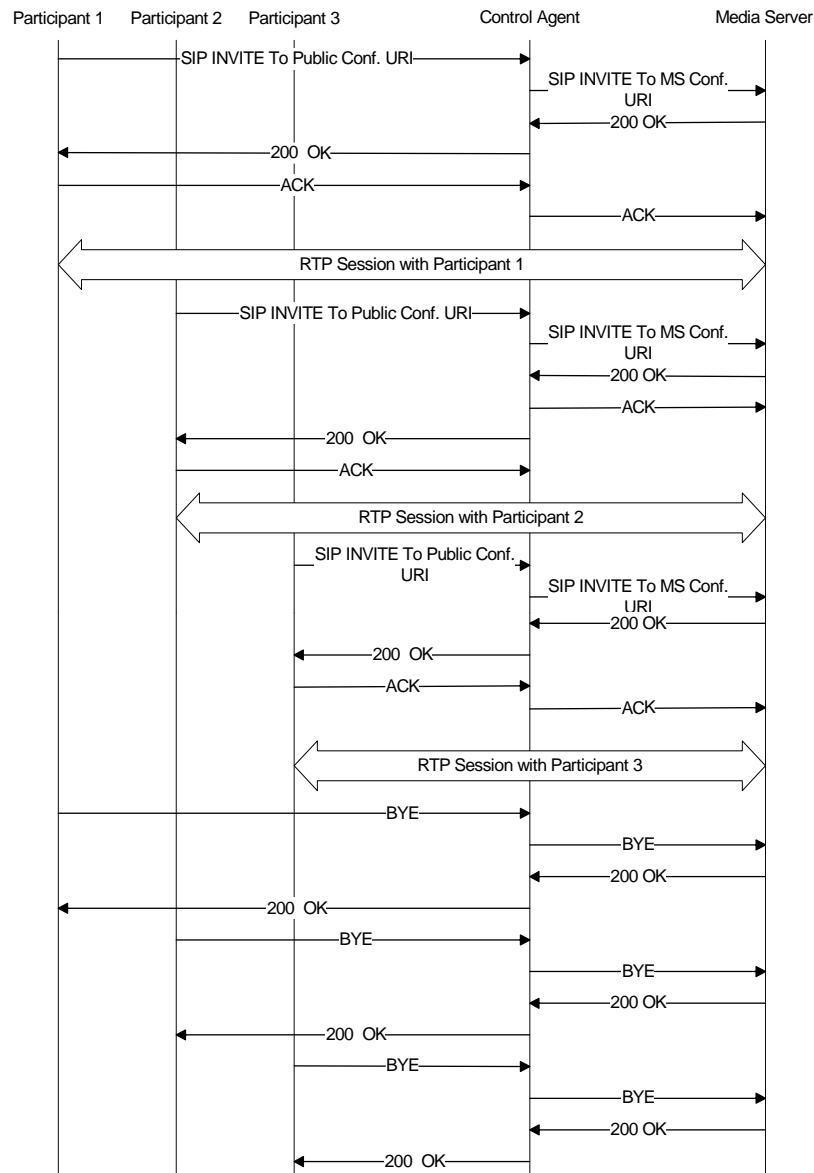 Participant 1
Participant 2
Participant 3
Control Agent
Media Server
SIP INVITE To Public Conf. URI
SIP INVITE To MS Conf.
URI
200 OK
200 OK
ACK
ACK
RTP Session with Participant 1
SIP INVITE To Public Conf. URI
SIP INVITE To MS Conf.
URI
200 OK
ACK
200 OK
ACK
RTP Session with Participant 2
SIP INVITE To Public Conf.
URI
SIP INVITE To MS Conf.
URI
200 OK
200 OK
ACK
ACK
RTP Session with Participant 3
BYE
BYE
200 OK
200 OK
BYE
BYE
200 OK
200 OK
BYE
BYE
200 OK
200 OK